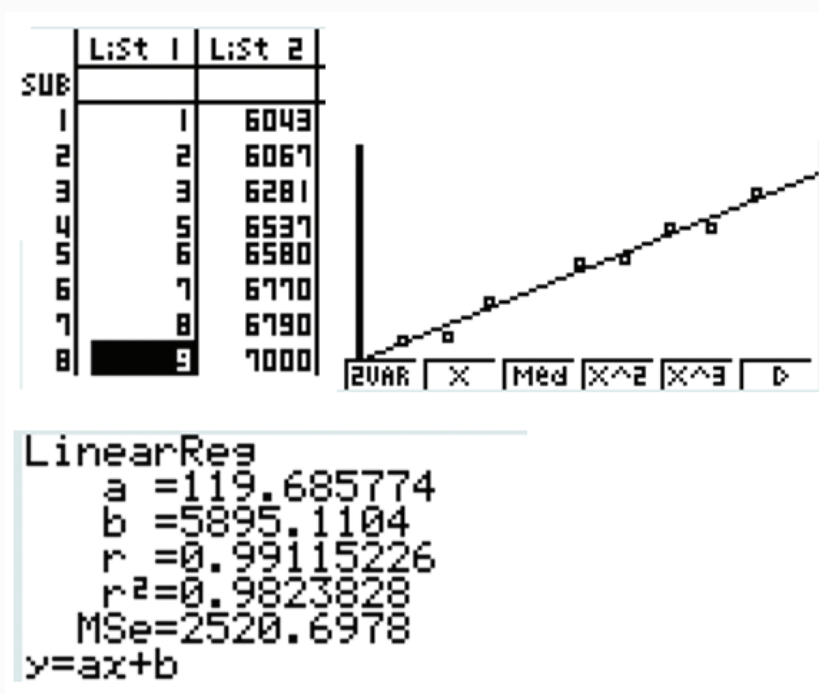 List 1 List 2
SUB
1 1 6043
2 2 6067
3 3 6281
4 5 6537
5 6 6580
6 7 6770
7 8 6790
8 9 7000
2VAR X Med X^2 X^3 ▷
LinearReg
a =119.685774
b =5895.1104
r =0.99115226
r²=0.9823828
MSe=2520.6978
y=ax+b